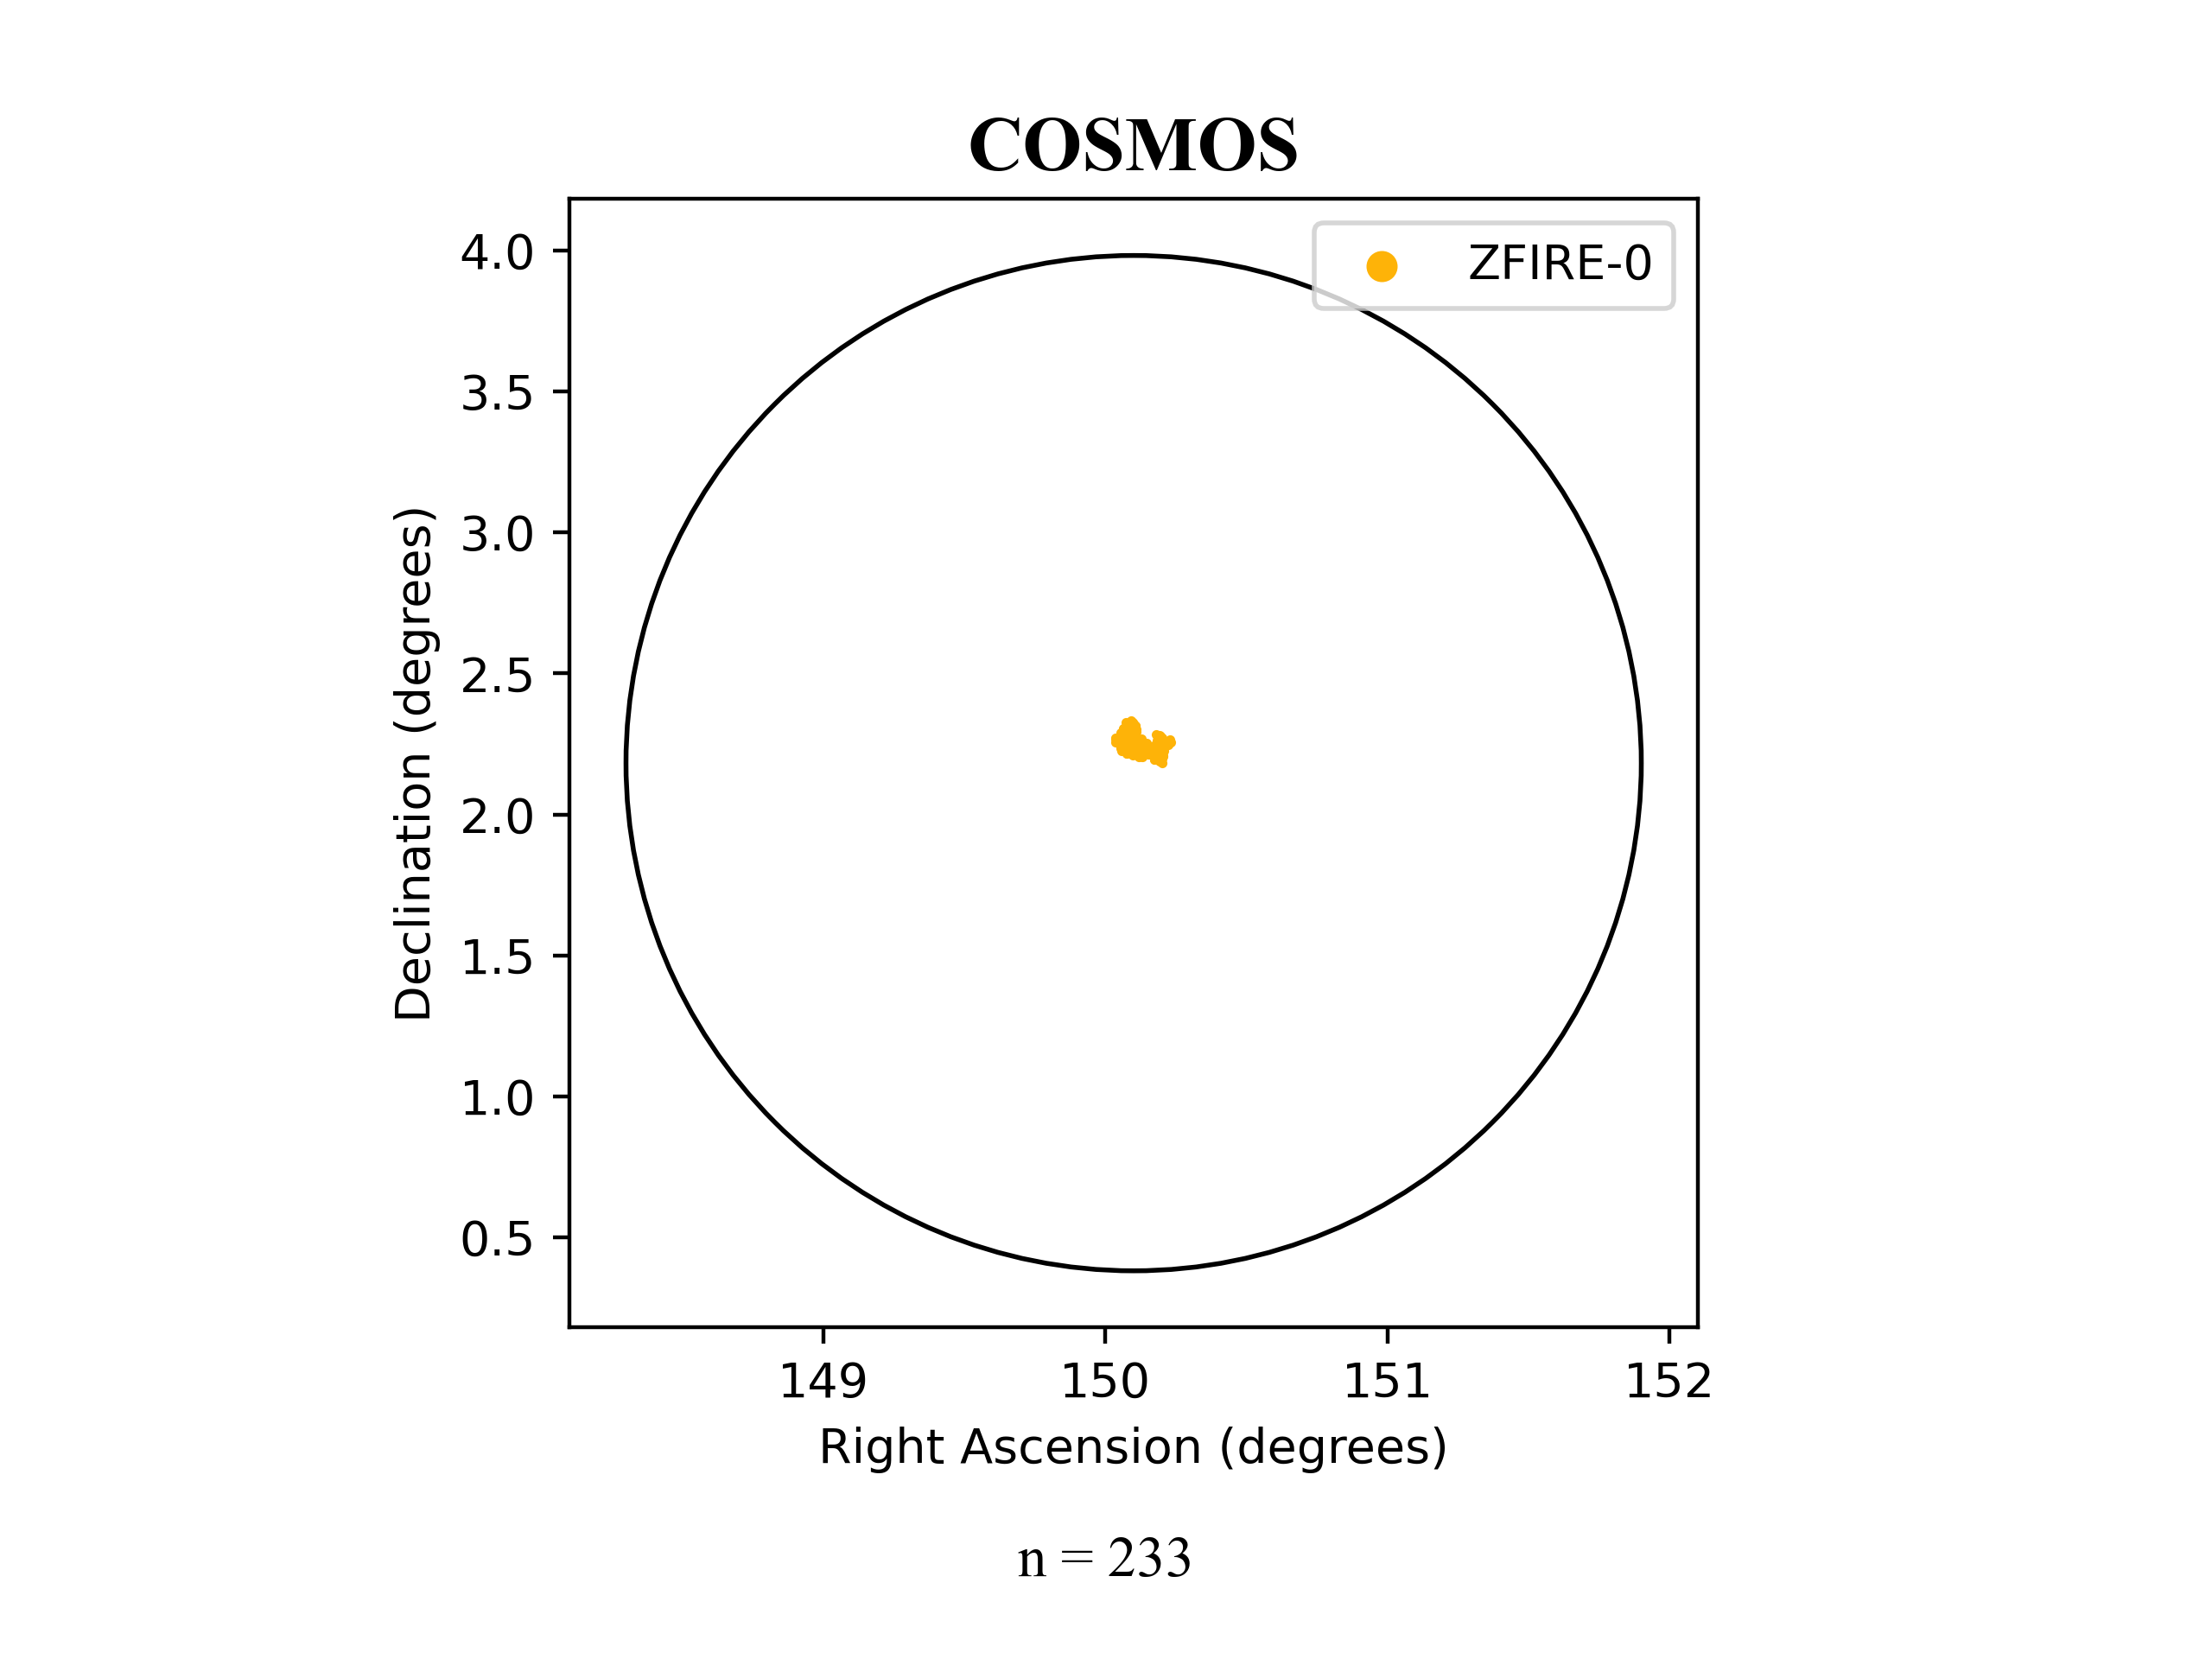 COSMOS
ZFIRE-0
4.0
3.5
3.0
2.5
2.0
1.5
1.0
0.5
Declination (degrees)
149 150 151 152
Right Ascension (degrees)
n = 233